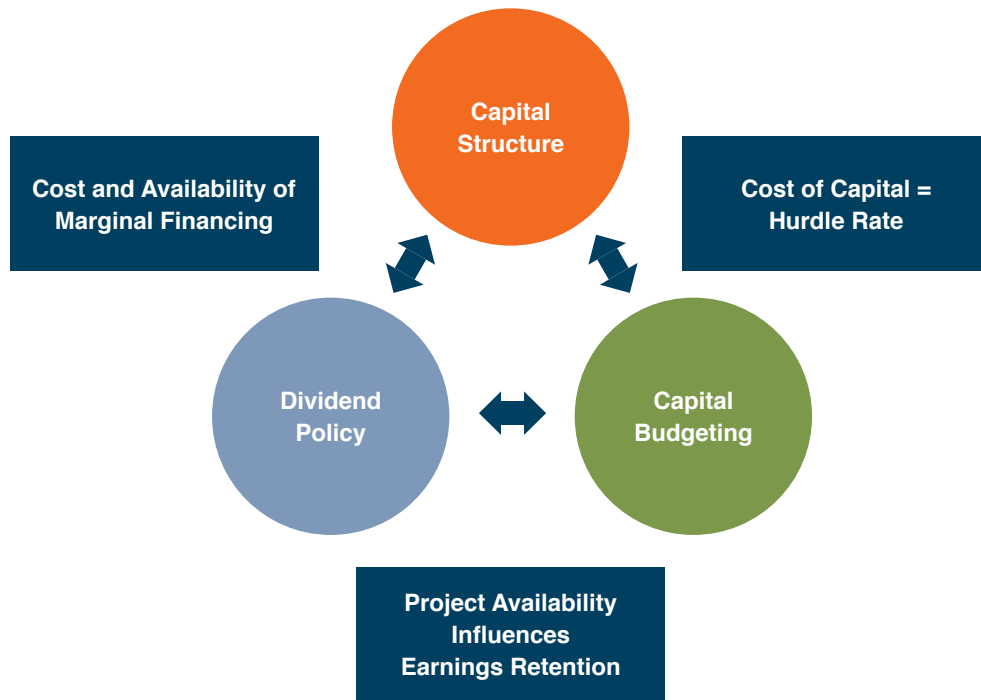 Capital
Structure
Cost and Availability of
Marginal Financing
Cost of Capital =
Hurdle Rate
Dividend
Policy
Capital
Budgeting
Project Availability
Influences
Earnings Retention